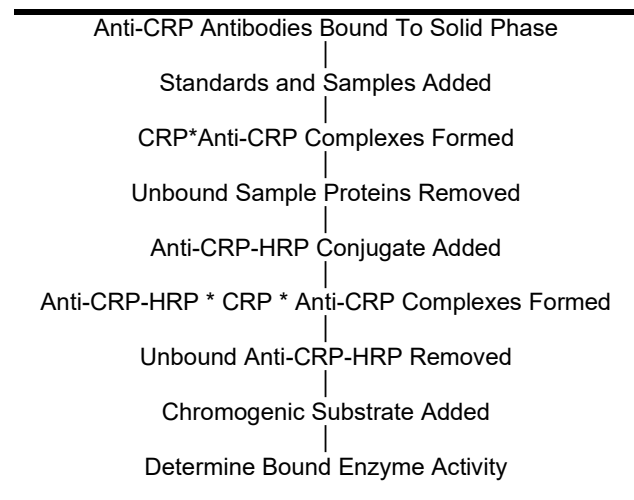 Anti-CRP Antibodies Bound To Solid Phase
Standards and Samples Added
CRP*Anti-CRP Complexes Formed
Unbound Sample Proteins Removed
Anti-CRP-HRP Conjugate Added
Anti-CRP-HRP * CRP * Anti-CRP Complexes Formed
Unbound Anti-CRP-HRP Removed
Chromogenic Substrate Added
Determine Bound Enzyme Activity